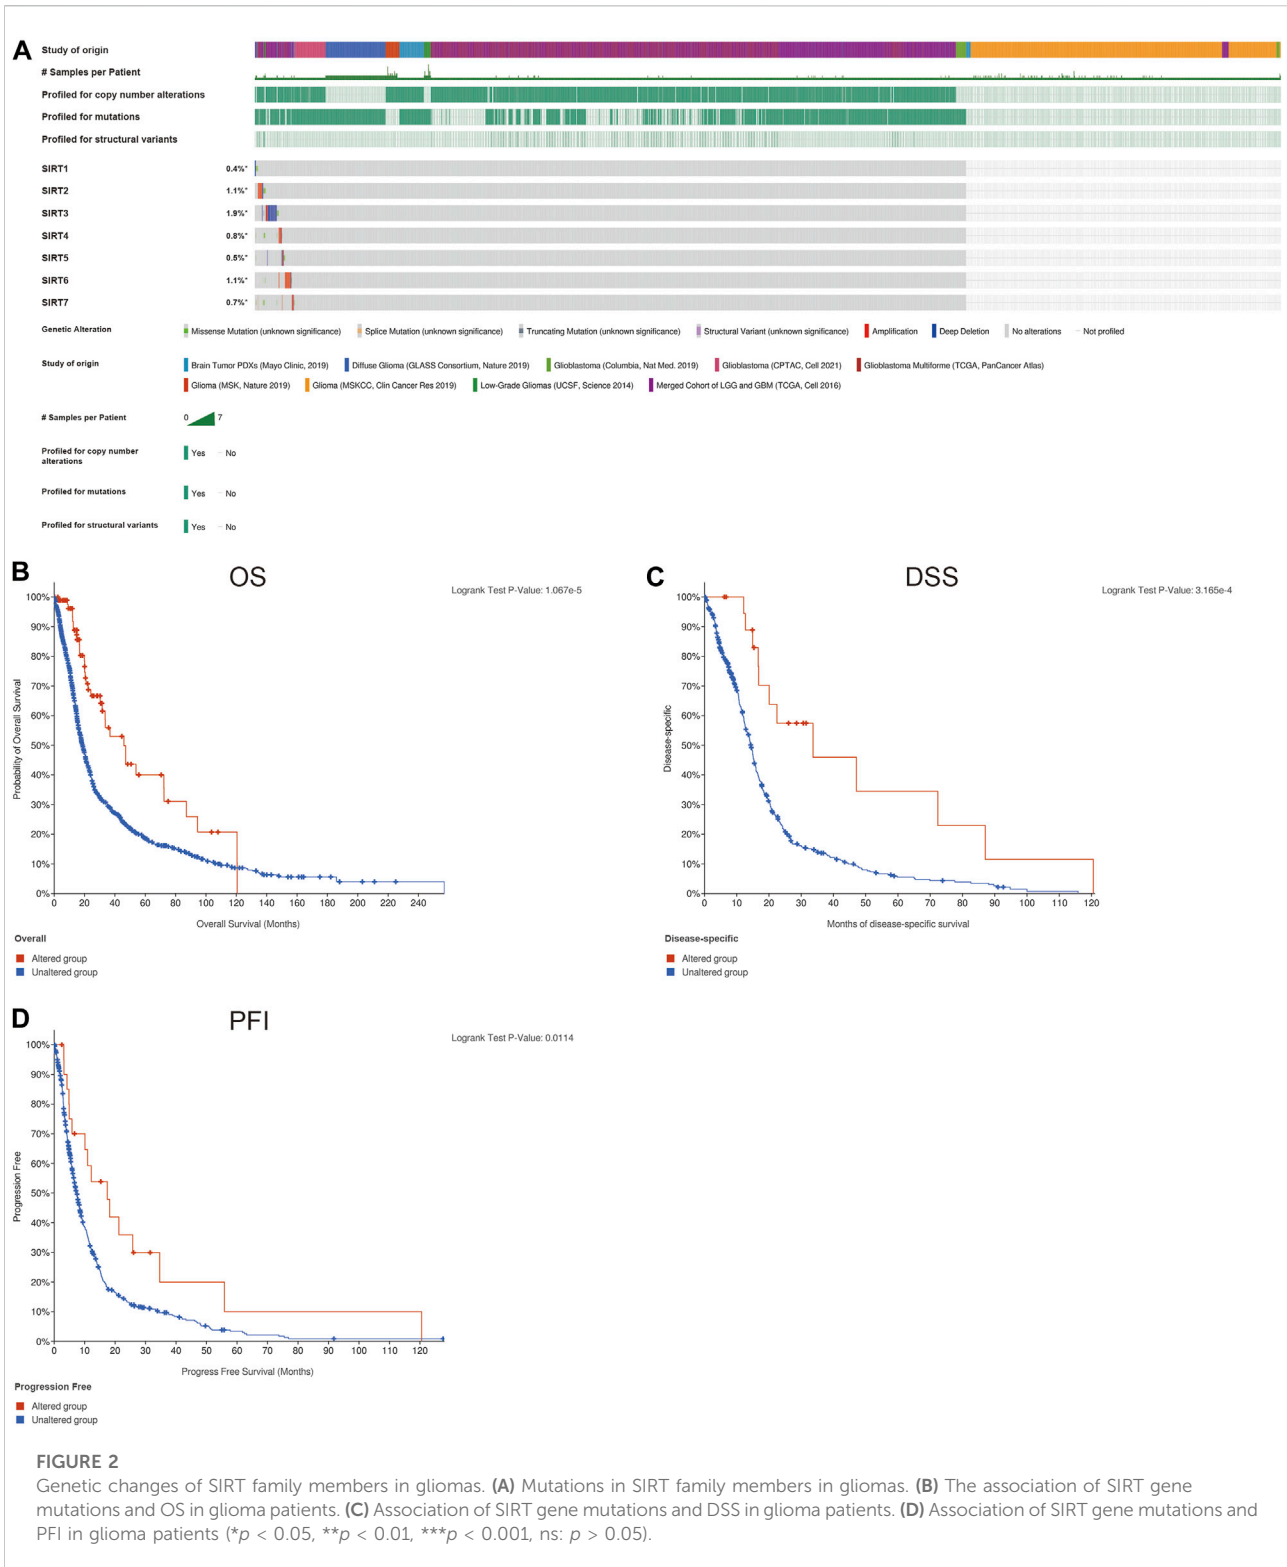 A
Study of origin
# Samples per Patient
Profiled for copy number alterations
Profiled for mutations
Profiled for structural variants
SIRT1 0.4%*
SIRT2 1.1%*
SIRT3 1.9%*
SIRT4 0.8%*
SIRT5 0.5%*
SIRT6 1.1%*
SIRT7 0.7%*
Genetic Alteration Missense Mutation (unknown significance) Splice Mutation (unknown significance) Truncating Mutation (unknown significance) Structural Variant (unknown significance) Amplification Deep Deletion No alterations Not profiled
Study of origin Brain Tumor PDXs (Mayo Clinic, 2019) Diffuse Glioma (GLASS Consortium, Nature 2019) Glioblastoma (Columbia, Nat Med. 2019) Glioblastoma (CPTAC, Cell 2021) Glioblastoma Multiforme (TCGA, PanCancer Atlas)
Glioma (MSK, Nature 2019) Glioma (MSKCC, Clin Cancer Res 2019) Low-Grade Gliomas (UCSF, Science 2014) Merged Cohort of LGG and GBM (TCGA, Cell 2016)
# Samples per Patient 0 7
Profiled for copy number
alterations Yes No
Profiled for mutations Yes No
Profiled for structural variants Yes No
B OS
Logrank Test P-Value: 1.067e-5
100%
90%
80%
70%
60%
50%
40%
30%
20%
10%
0%
Probability of Overall Survival
0 20 40 60 80 100 120 140 160 180 200 220 240
Overall Survival (Months)
Overall
Altered group
Unaltered group
C DSS
Logrank Test P-Value: 3.165e-4
100%
90%
80%
70%
60%
50%
40%
30%
20%
10%
0%
Disease-specific
0 10 20 30 40 50 60 70 80 90 100 110 120
Months of disease-specific survival
Disease-specific
Altered group
Unaltered group
D PFI
Logrank Test P-Value: 0.0114
100%
90%
80%
70%
60%
50%
40%
30%
20%
10%
0%
Progression Free
0 10 20 30 40 50 60 70 80 90 100 110 120
Progress Free Survival (Months)
Progression Free
Altered group
Unaltered group
FIGURE 2
Genetic changes of SIRT family members in gliomas. (A) Mutations in SIRT family members in gliomas. (B) The association of SIRT gene
mutations and OS in glioma patients. (C) Association of SIRT gene mutations and DSS in glioma patients. (D) Association of SIRT gene mutations and
PFI in glioma patients (*p < 0.05, **p < 0.01, ***p < 0.001, ns: p > 0.05).